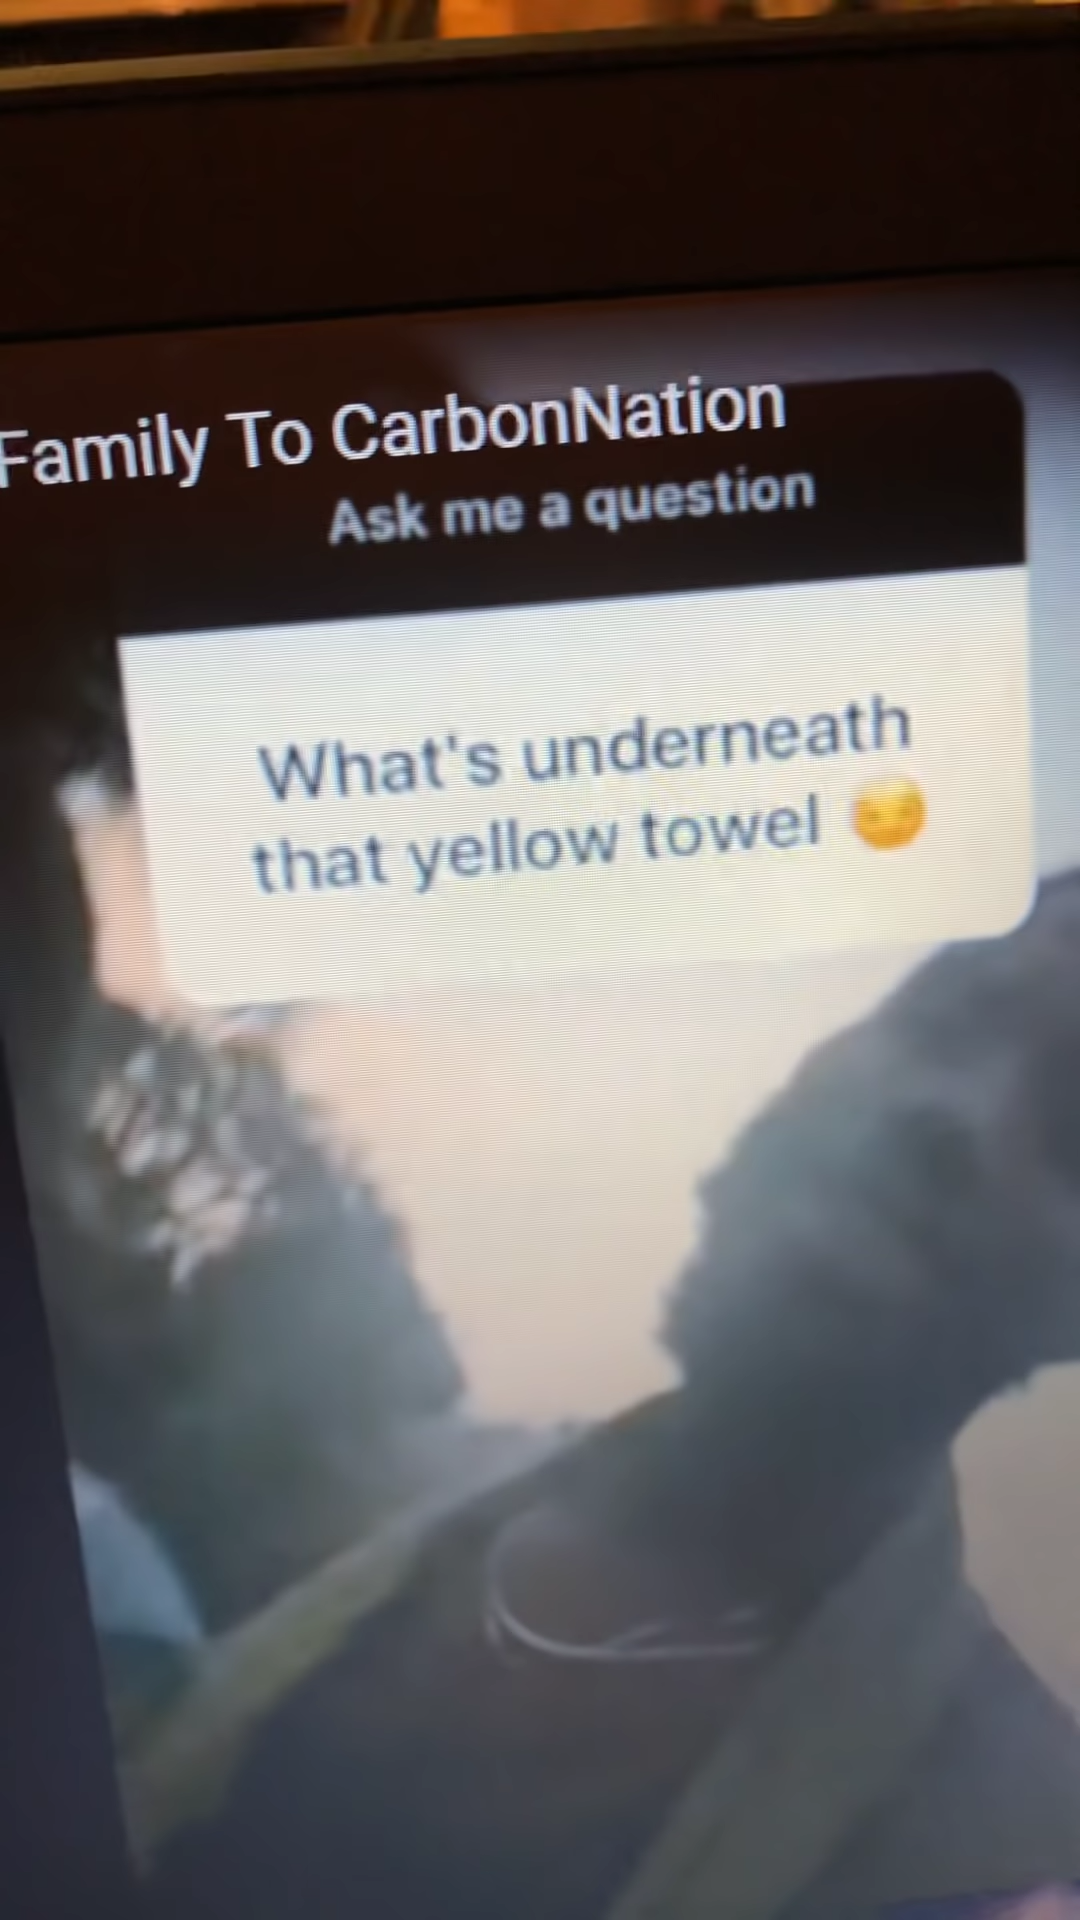 Family To CarbonNation
Ask me a question
What's underneath
that yellow towel 😏